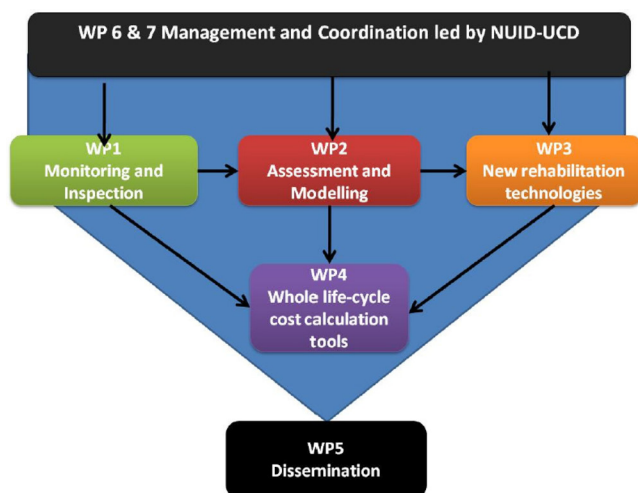 WP 6 & 7 Management and Coordination led by NUID-UCD
WP1
Monitoring and
Inspection
WP2
Assessment and
Modelling
WP3
New rehabilitation
technologies
WP4
Whole life-cycle
cost calculation
tools
WP5
Dissemination